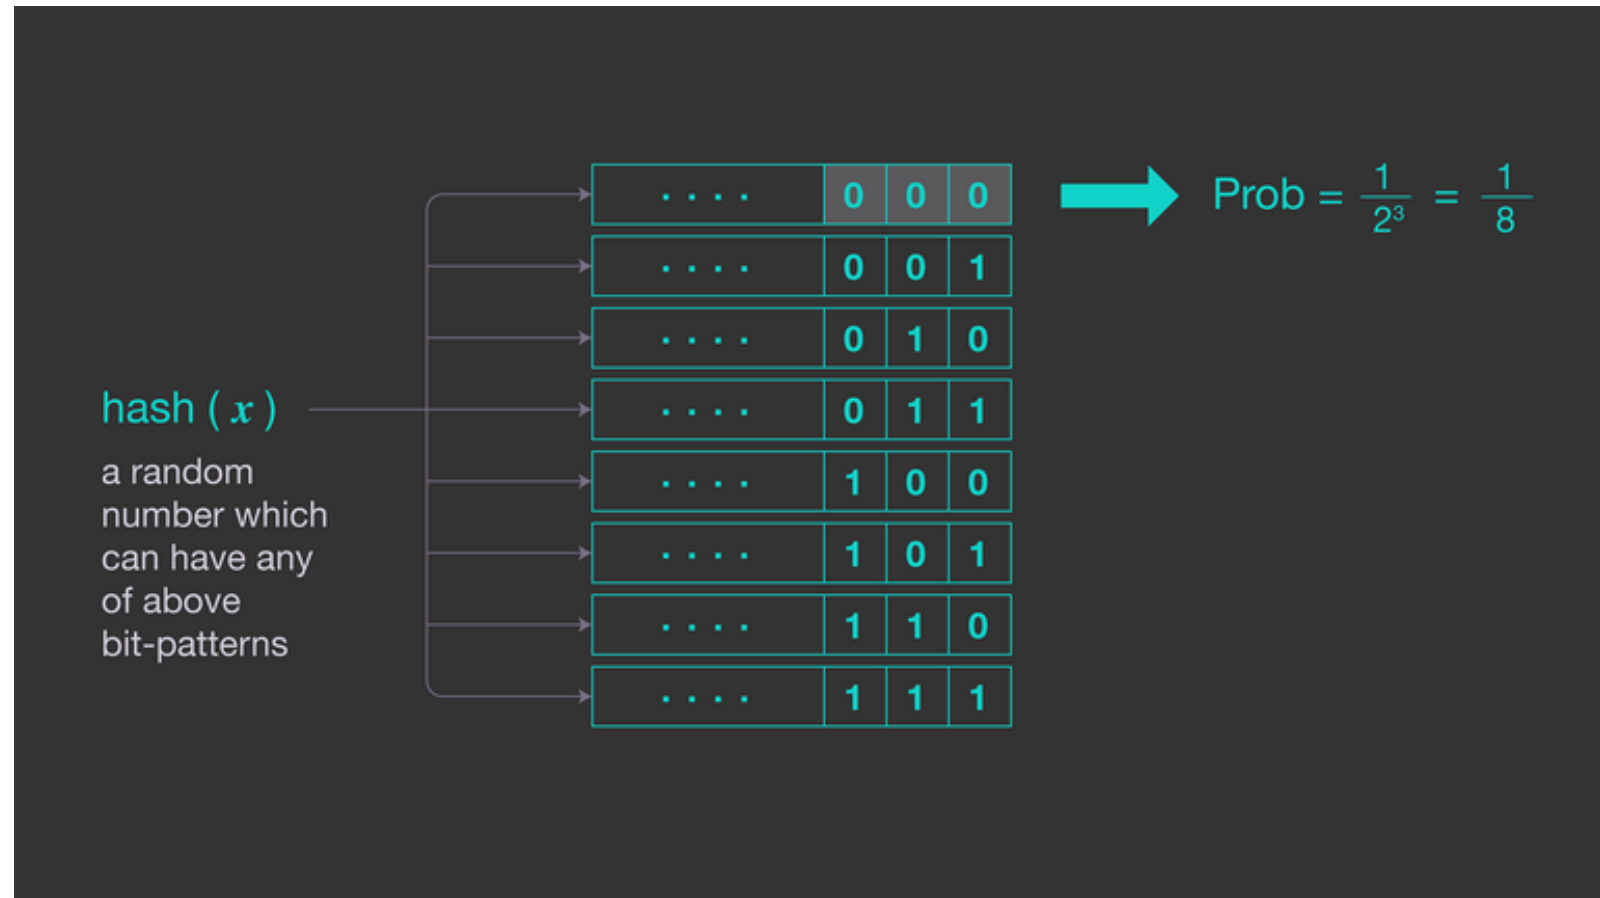 .... 0 0 0 Prob = 1/2³ = 1/8
.... 0 0 1
.... 0 1 0
hash ( x ) .... 0 1 1
a random
number which
can have any
of above
bit-patterns
.... 1 0 0
.... 1 0 1
.... 1 1 0
.... 1 1 1